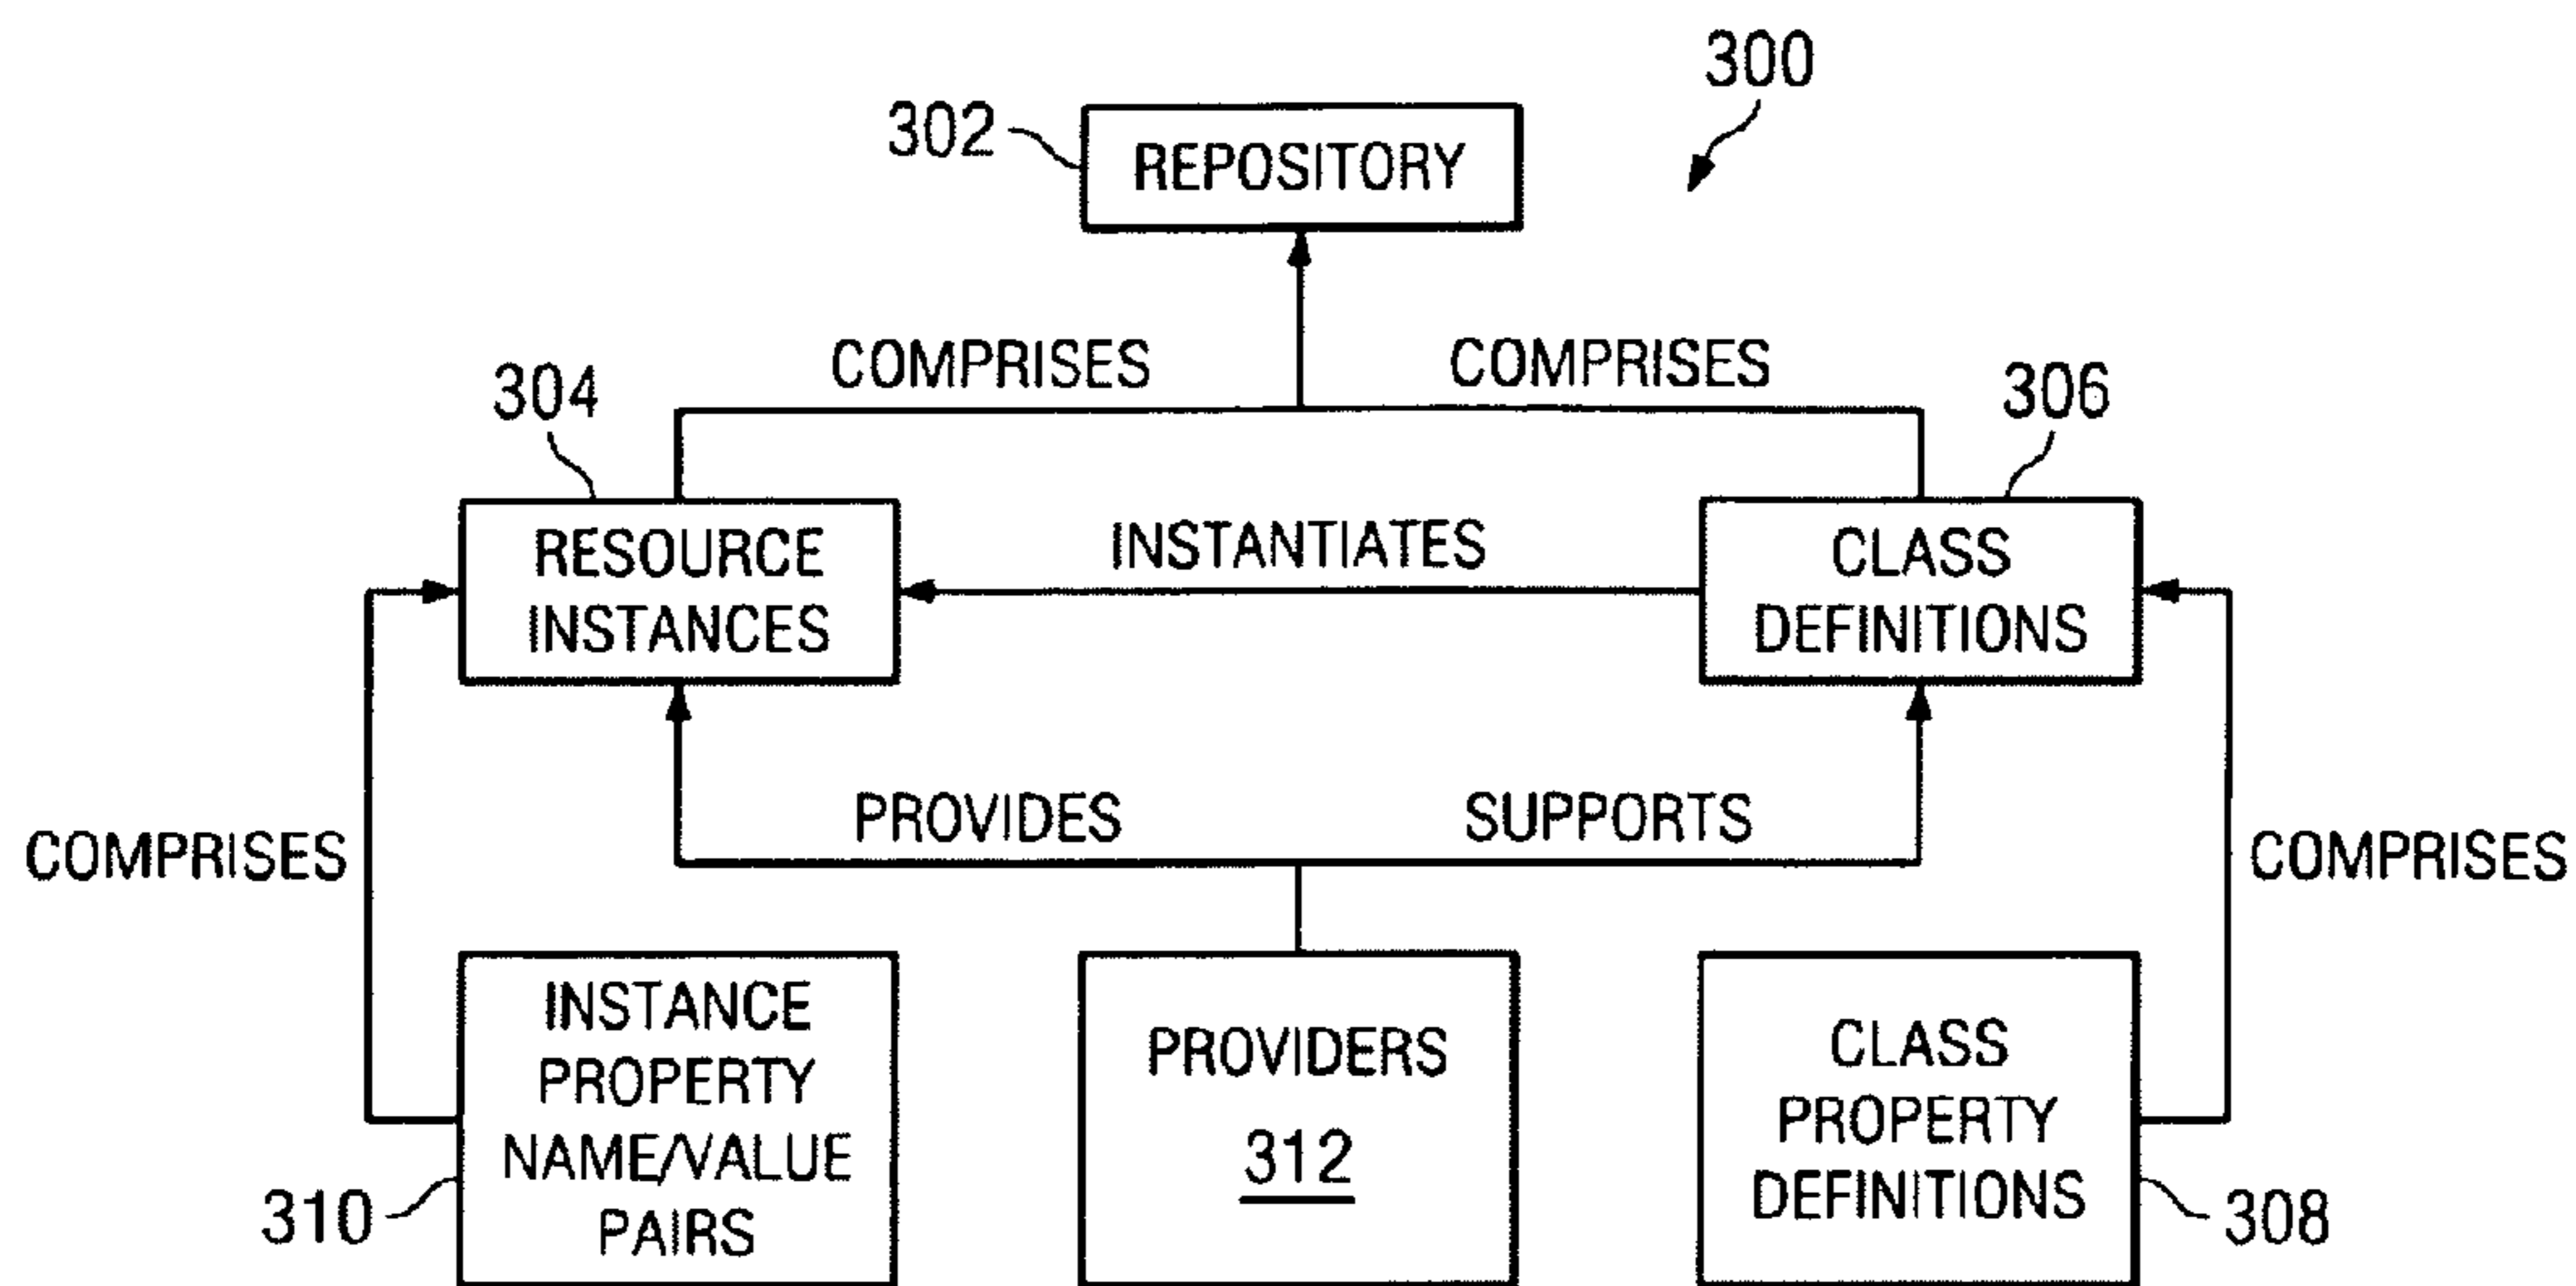 300
302
REPOSITORY
COMPRISES
COMPRISES
304
306
RESOURCE
INSTANCES
INSTANTIATES
CLASS
DEFINITIONS
PROVIDES
SUPPORTS
COMPRISES
COMPRISES
INSTANCE
PROPERTY
NAME/VALUE
PAIRS
310
PROVIDERS
312
CLASS
PROPERTY
DEFINITIONS
308